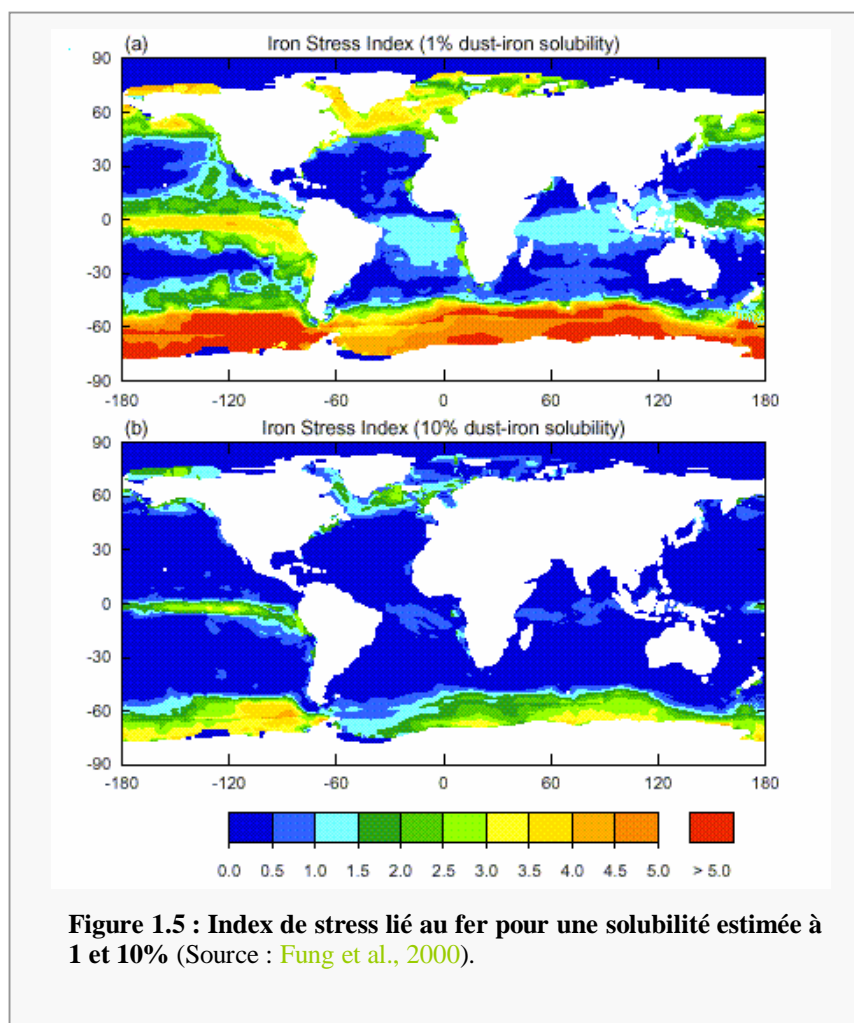 (a) Iron Stress Index (1% dust-iron solubility)
90
60
30
0
-30
-60
-90
-180 -120 -60 0 60 120 180
(b) Iron Stress Index (10% dust-iron solubility)
90
60
30
0
-30
-60
-90
-180 -120 -60 0 60 120 180
0.0 0.5 1.0 1.5 2.0 2.5 3.0 3.5 4.0 4.5 5.0 > 5.0
Figure 1.5 : Index de stress lié au fer pour une solubilité estimée à
1 et 10% (Source : Fung et al., 2000).